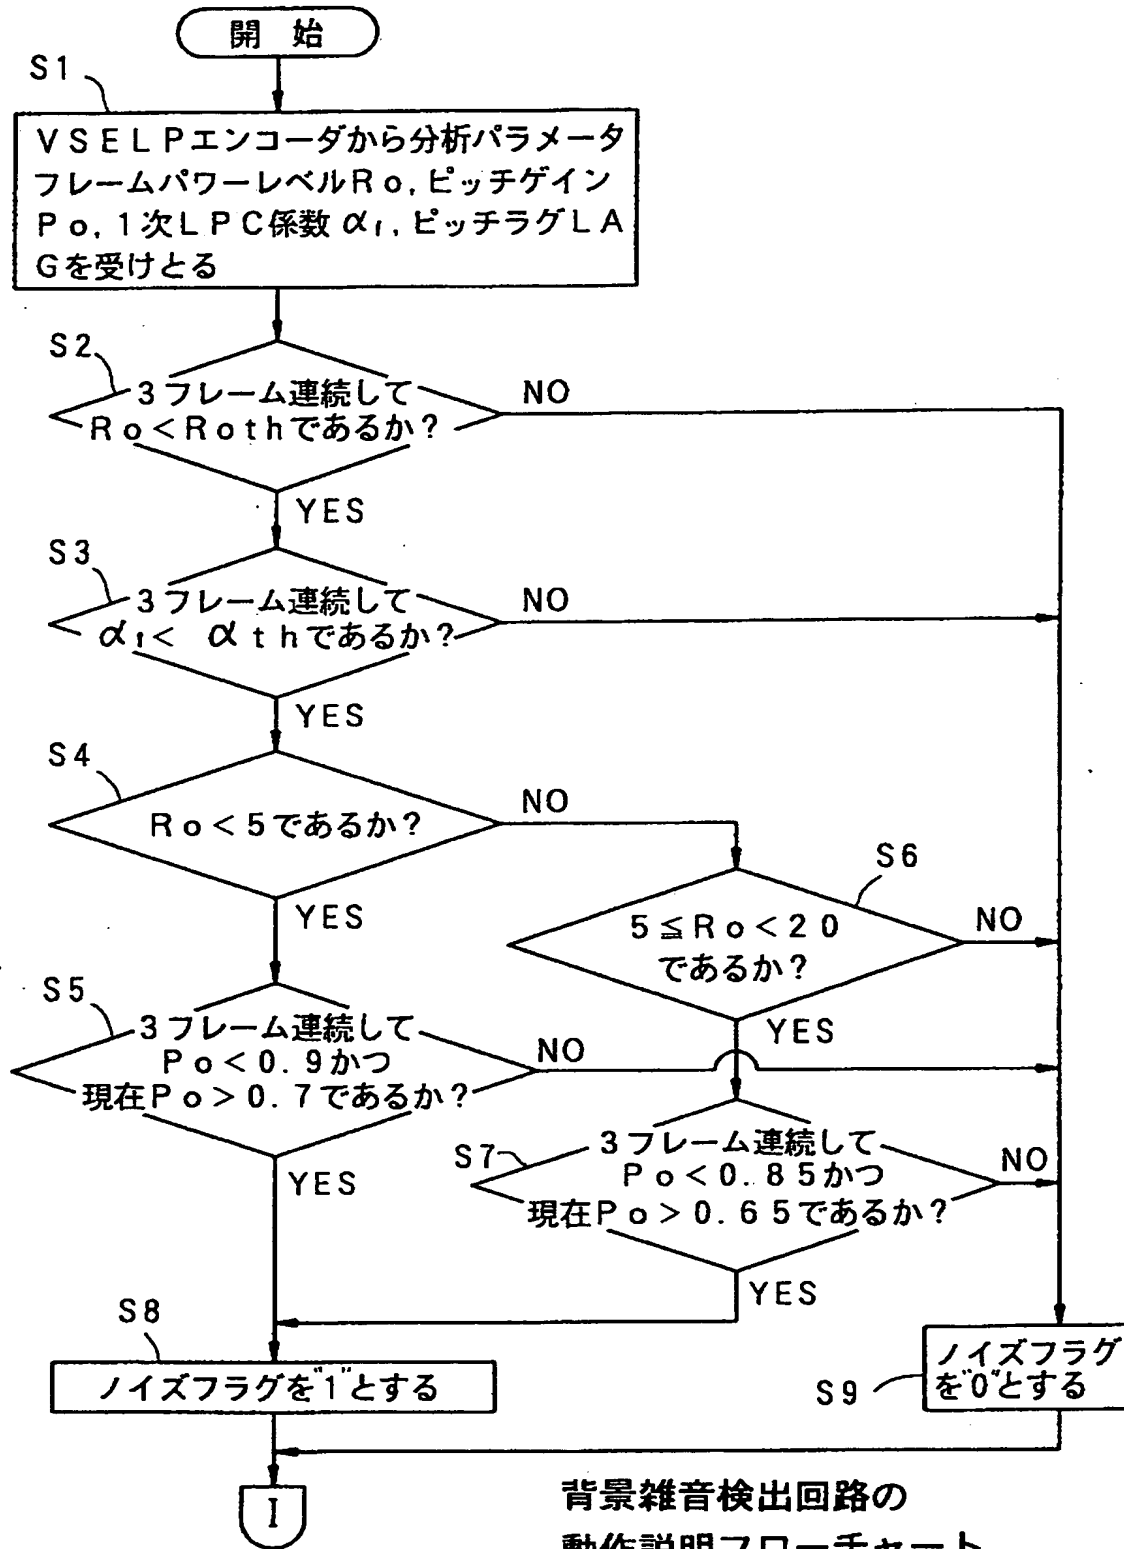 開 始
S1
VSELPエンコーダから分析パラメータ
フレームパワーレベルRo,ピッチゲイン
Po,1次LPC係数α₁,ピッチラグLA
Gを受けとる
S2
3フレーム連続して
Ro<Rothであるか?
NO
YES
S3
3フレーム連続して
α₁< αthであるか?
NO
YES
S4
Ro<5であるか?
NO
YES
S6
5≦Ro<20
であるか?
NO
YES
S5
3フレーム連続して
Po<0.9かつ
現在Po>0.7であるか?
NO
YES
S7
3フレーム連続して
Po<0.85かつ
現在Po>0.65であるか?
NO
YES
S8
ノイズフラグを"1"とする
S9
ノイズフラグ
を"0"とする
I
背景雑音検出回路の
動作説明フローチャート